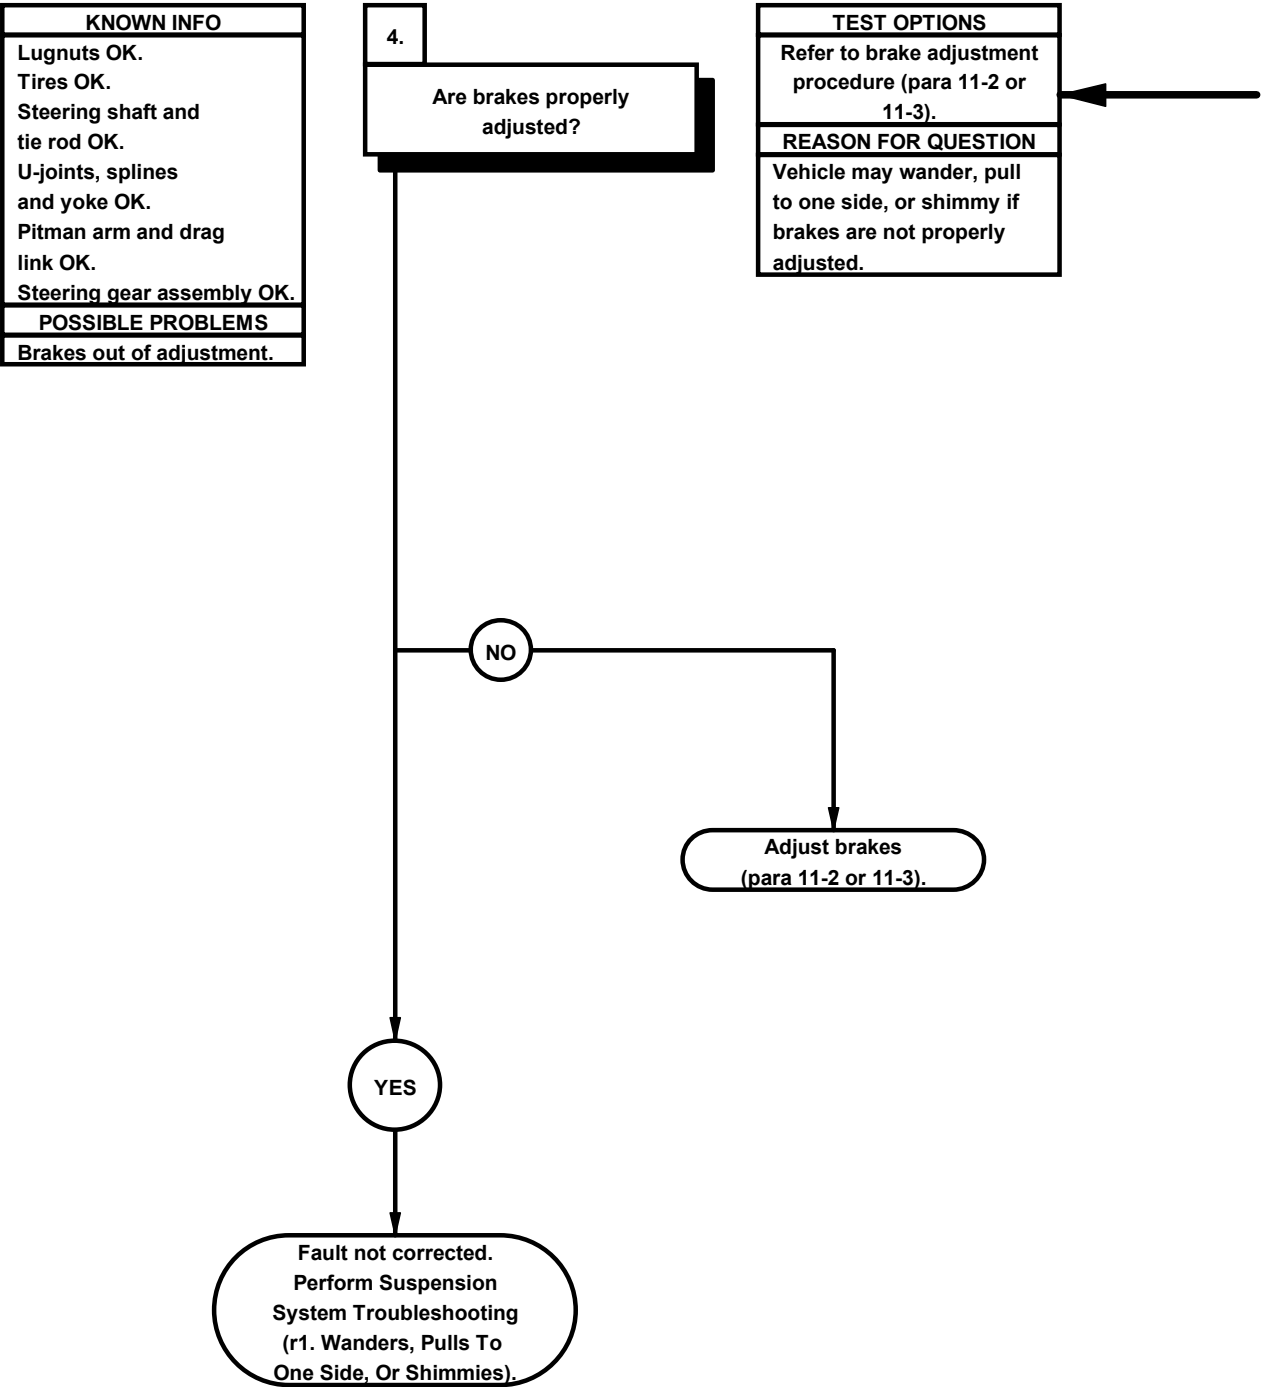 KNOWN INFO
Lugnuts OK.
Tires OK.
Steering shaft and
tie rod OK.
U-joints, splines
and yoke OK.
Pitman arm and drag
link OK.
Steering gear assembly OK.
POSSIBLE PROBLEMS
Brakes out of adjustment.
4.
Are brakes properly
adjusted?
TEST OPTIONS
Refer to brake adjustment
procedure (para 11-2 or
11-3).
REASON FOR QUESTION
Vehicle may wander, pull
to one side, or shimmy if
brakes are not properly
adjusted.
NO
Adjust brakes
(para 11-2 or 11-3).
YES
Fault not corrected.
Perform Suspension
System Troubleshooting
(r1. Wanders, Pulls To
One Side, Or Shimmies).